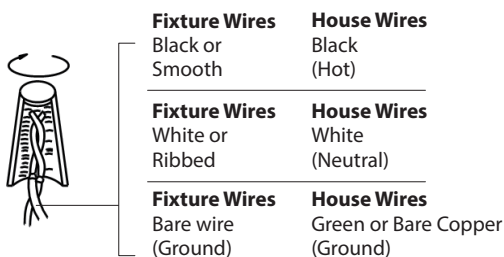 Fixture Wires House Wires
Black or Black
Smooth (Hot)
Fixture Wires House Wires
White or White
Ribbed (Neutral)
Fixture Wires House Wires
Bare wire Green or Bare Copper
(Ground) (Ground)